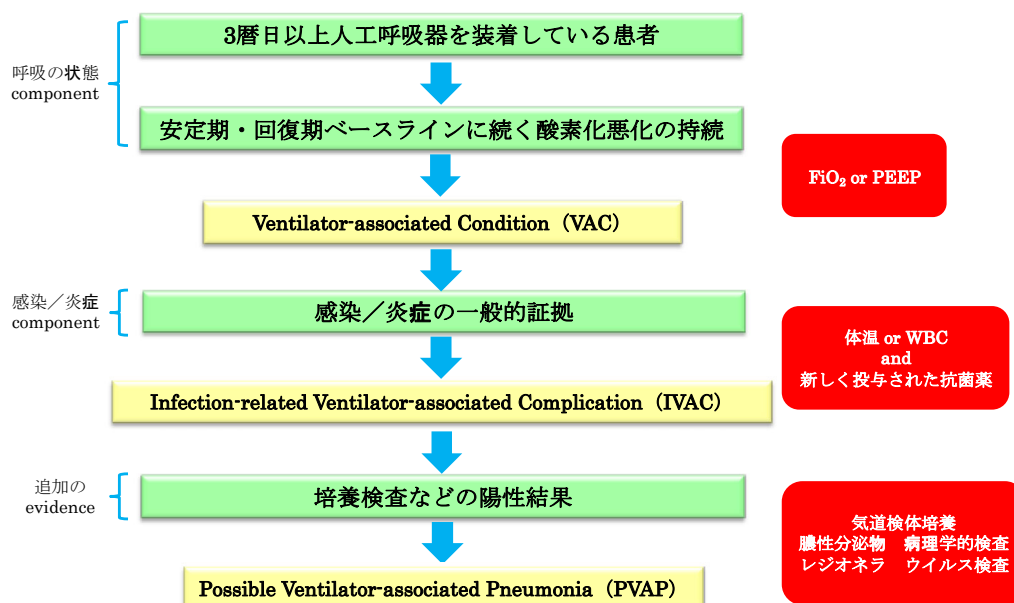 3暦日以上人工呼吸器を装着している患者
呼吸の状態
component
安定期・回復期ベースラインに続く酸素化悪化の持続
FiO₂ or PEEP
Ventilator-associated Condition（VAC）
感染／炎症
component
感染／炎症の一般的証拠
体温 or WBC
and
新しく投与された抗菌薬
Infection-related Ventilator-associated Complication（IVAC）
追加の
evidence
培養検査などの陽性結果
気道検体培養
膿性分泌物　病理学的検査
レジオネラ　ウイルス検査
Possible Ventilator-associated Pneumonia（PVAP）